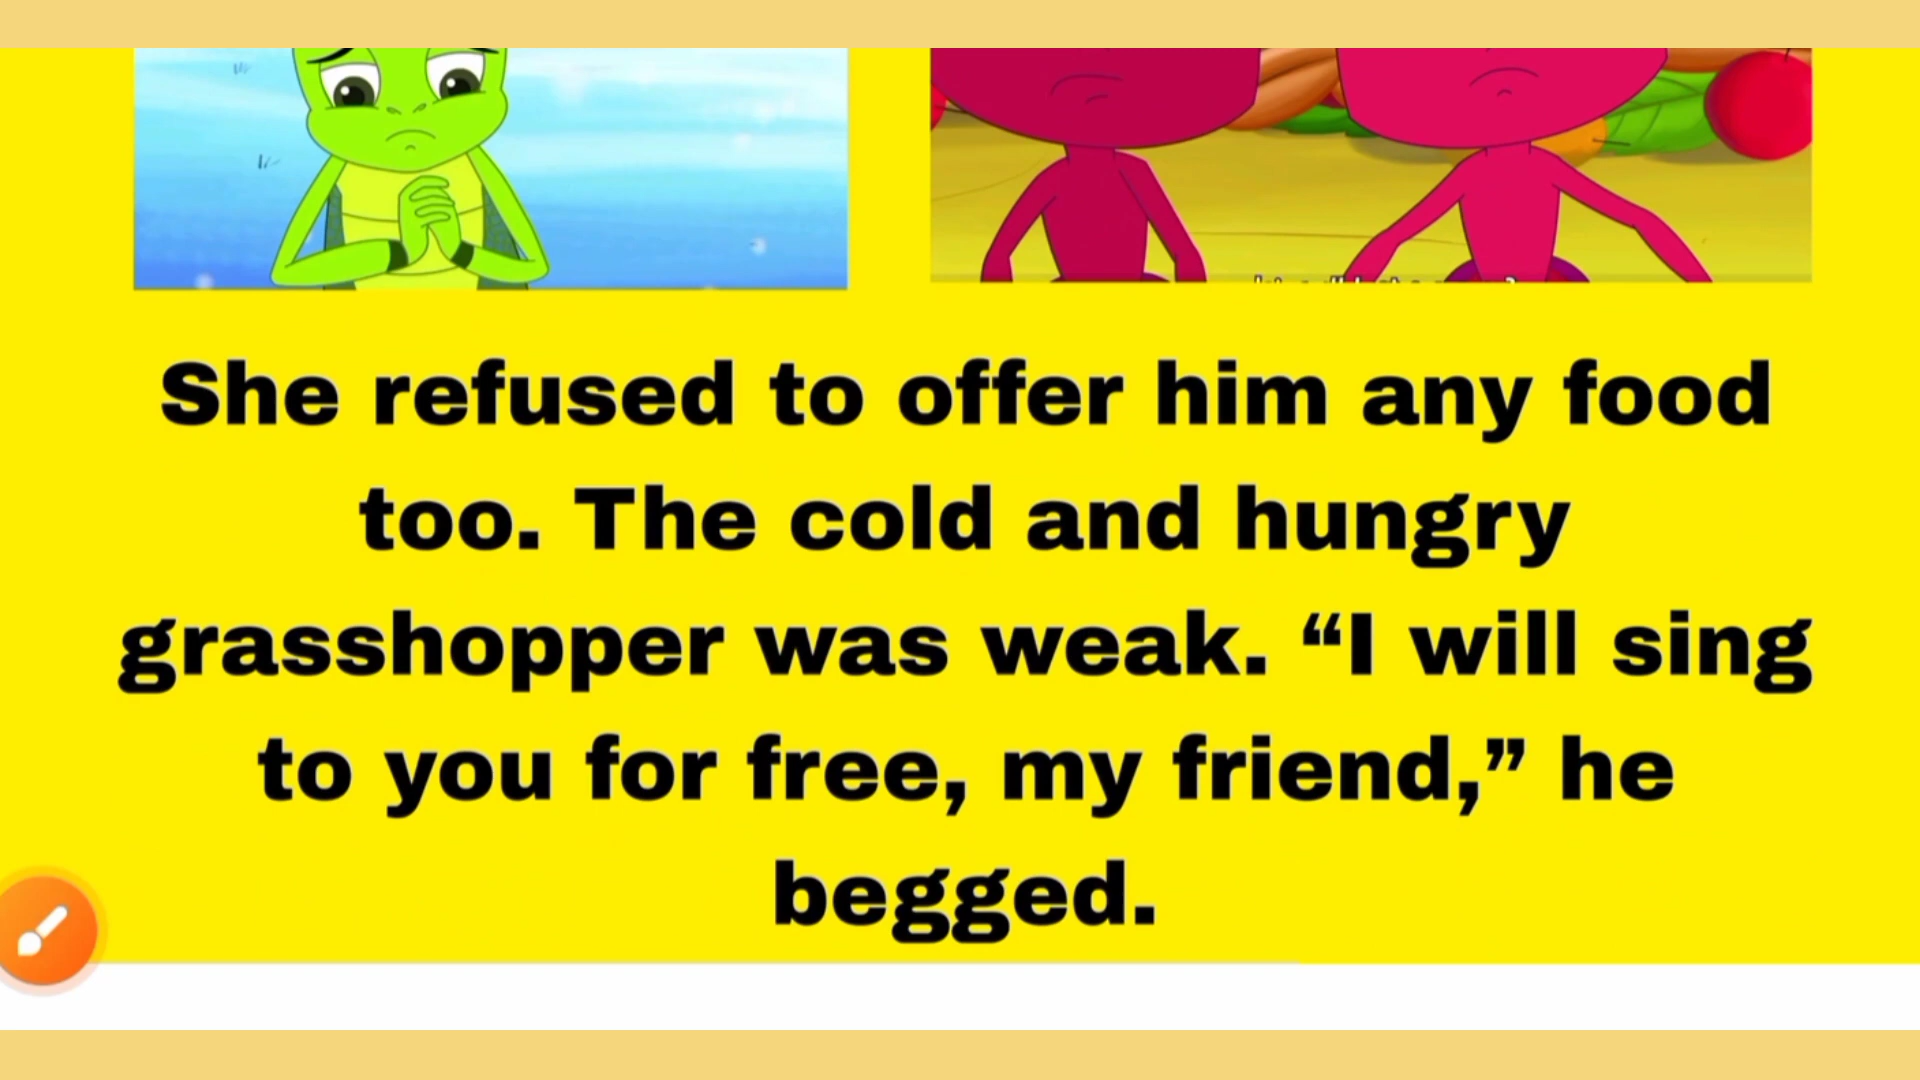 She refused to offer him any food
too. The cold and hungry
grasshopper was weak. “I will sing
to you for free, my friend,” he
begged.